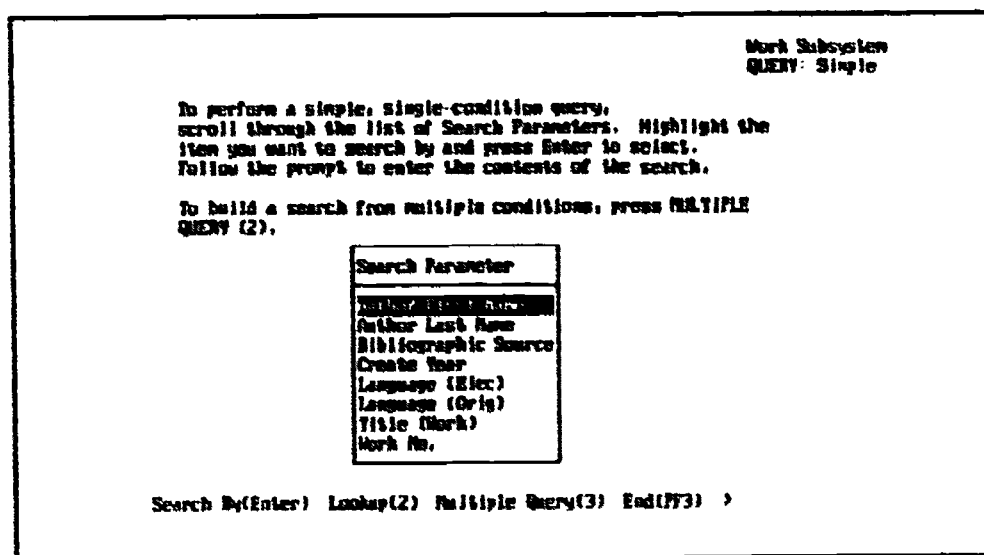 Work Subsystem
QUERY: Simple
To perform a simple, single-condition query,
scroll through the list of Search Parameters. Highlight the
item you want to search by and press Enter to select.
Follow the prompt to enter the contents of the search.
To build a search from multiple conditions, press MULTIPLE
QUERY (2).
Search Parameter
Author First Name
Author Last Name
Bibliographic Source
Create Year
Language (Elec)
Language (Orig)
Title (Work)
Work No.
Search By(Enter) Lookup(2) Multiple Query(3) End(PF3) >